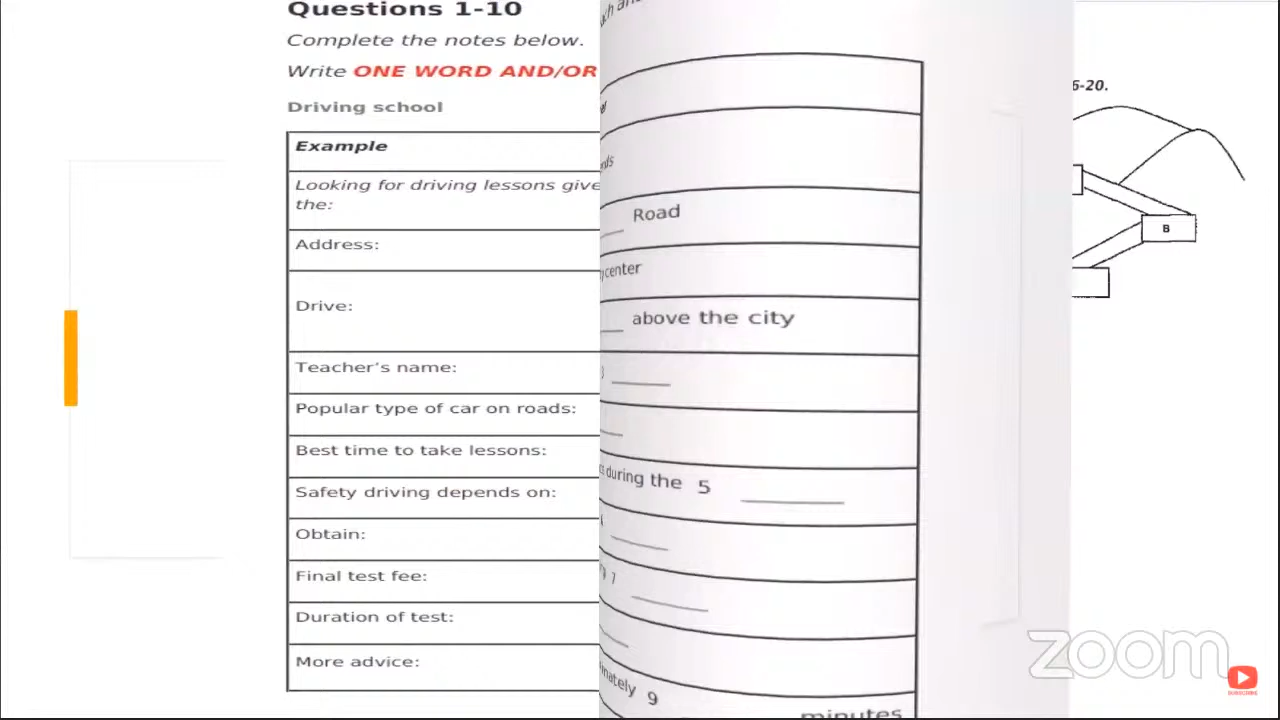 Questions 1-10
Complete the notes below.
Write ONE WORD AND/OR
Driving school
Example
Looking for driving lessons give
the:
Address:
Road
center
Drive:
above the city
Teacher’s name:
Popular type of car on roads:
Best time to take lessons:
during the 5
Safety driving depends on:
Obtain:
7
Final test fee:
Duration of test:
9 minutes
More advice:
6-20.
B
zoom
SUBSCRIBE